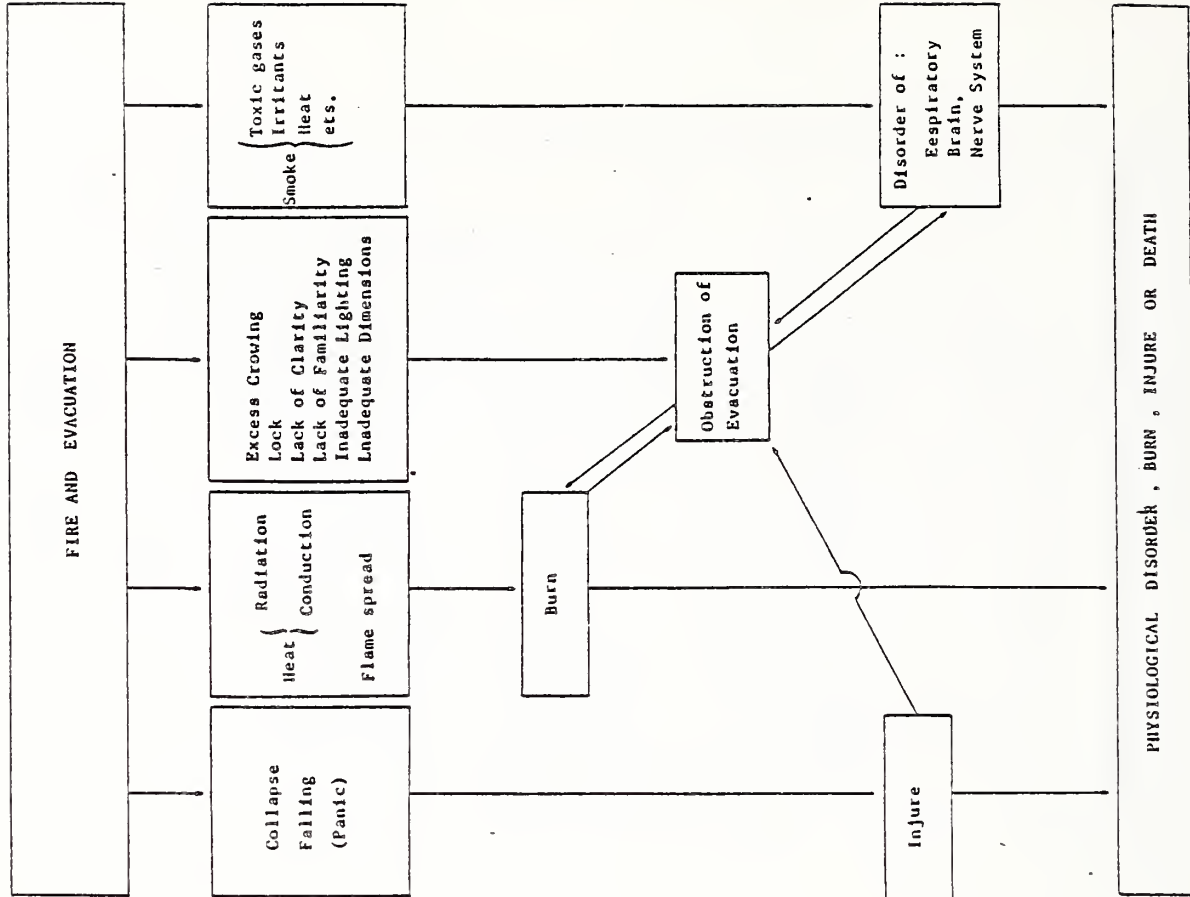 FIRE AND EVACUATION
Collapse
Falling
(Panic)
Heat { Radiation
Conduction
Flame spread
Excess Crowing
Lock
Lack of Clarity
Lack of Familiarity
Inadequate Lighting
Lnadequate Dimensions
Smoke { Toxic gases
Irritants
Heat
ets.
Burn
Obstruction of
Evacuation
Injure
Disorder of :
Eespiratory
Brain,
Nerve System
PHYSIOLOGICAL DISORDER , BURN , INJURE OR DEATH